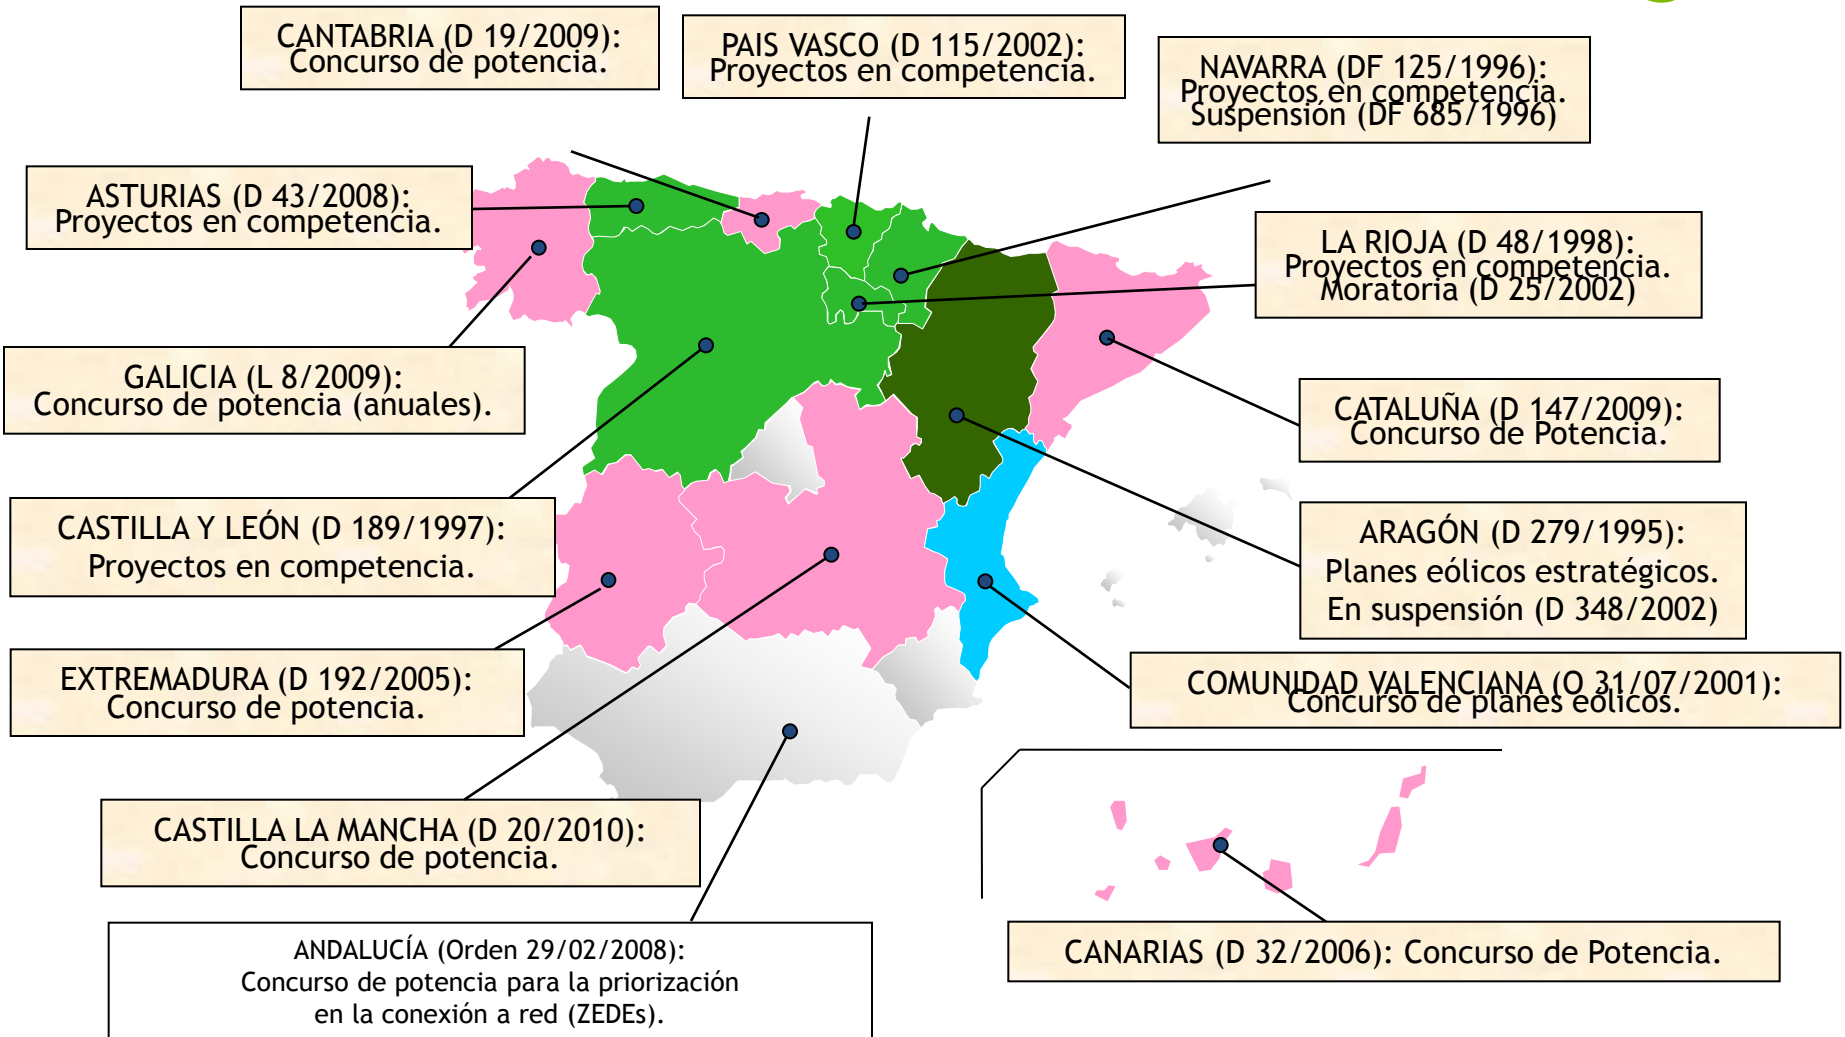 CANTABRIA (D 19/2009):
Concurso de potencia.
PAIS VASCO (D 115/2002):
Proyectos en competencia.
NAVARRA (DF 125/1996):
Proyectos en competencia.
Suspensión (DF 685/1996)
ASTURIAS (D 43/2008):
Proyectos en competencia.
LA RIOJA (D 48/1998):
Proyectos en competencia.
Moratoria (D 25/2002)
GALICIA (L 8/2009):
Concurso de potencia (anuales).
CATALUÑA (D 147/2009):
Concurso de Potencia.
CASTILLA Y LEÓN (D 189/1997):
Proyectos en competencia.
ARAGÓN (D 279/1995):
Planes eólicos estratégicos.
En suspensión (D 348/2002)
EXTREMADURA (D 192/2005):
Concurso de potencia.
COMUNIDAD VALENCIANA (O 31/07/2001):
Concurso de planes eólicos.
CASTILLA LA MANCHA (D 20/2010):
Concurso de potencia.
ANDALUCÍA (Orden 29/02/2008):
Concurso de potencia para la priorización
en la conexión a red (ZEDEs).
CANARIAS (D 32/2006): Concurso de Potencia.